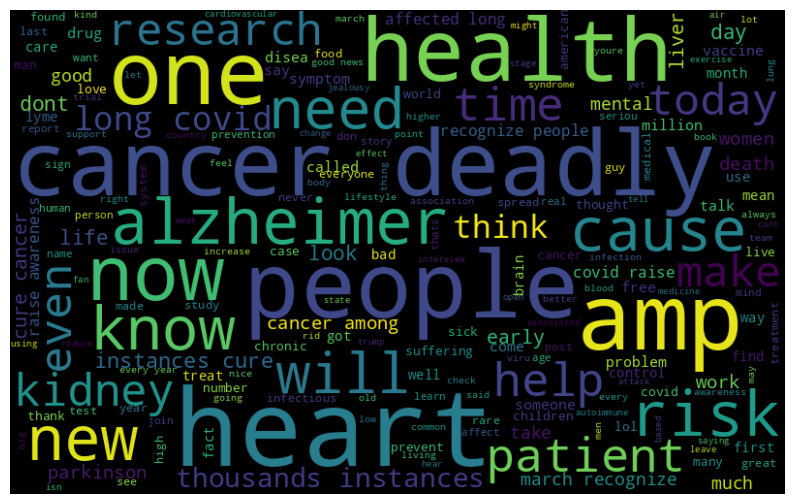 cardiovascular march affected long american air lot
found kind
last drug research one health liver day
care want let say disea good news food might youre exercise vaccine
man good love trial symptom jealousy stage syndrome yet lung month
dont long covid need world time mental today
lyme report support country prevention change don story higher point recognize people seriou million book women
sign feel effect called everyone thing body guy medical death
cancer deadly
right never lifestyle association thought spread real tell use
human system person alzheimer think cause talk mean always
life week thats case look bad cancer covid raise make
name issue increase interview brain infection team cant live
raise awareness cure cancer even fan now people state open better blood free medicine mind
using reduce made study rid cancer among trump associated amp way treatment
know chronic got sick early come post viru age control find
instances cure suffering problem may
every year nice treat will well check help covid awareness work
kidney number going infectious old learn said someone attack every
thank test year join low rare children autoimmune lol risk first
new high fact heart common affect prevent living patient take men based saying leave many great
big parkinson see isn hear thousands instances march recognize much